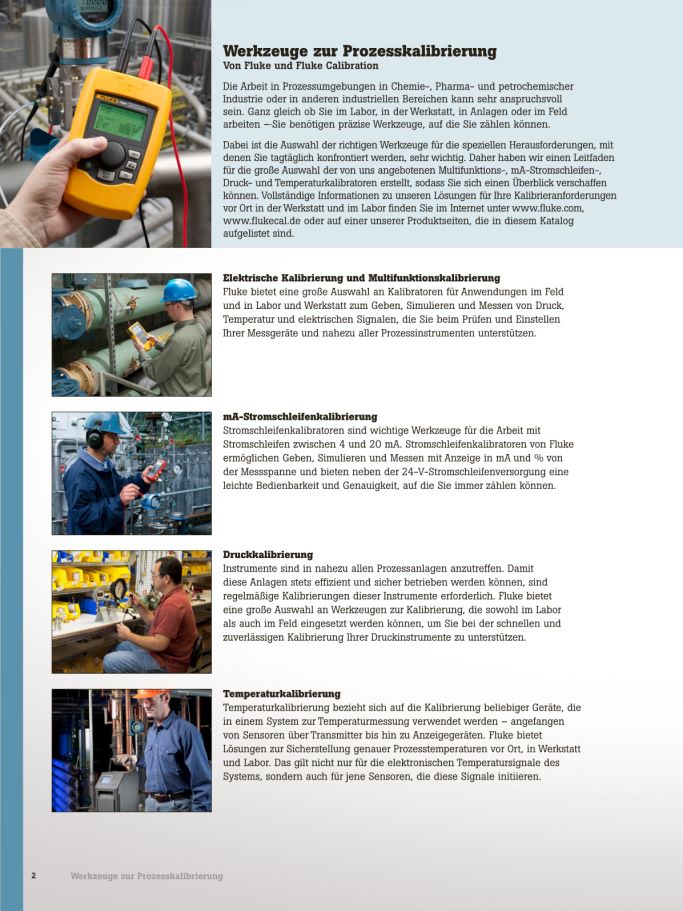 Werkzeuge zur Prozesskalibrierung
Von Fluke und Fluke Calibration
Die Arbeit in Prozessumgebungen in Chemie-, Pharma- und petrochemischer
Industrie oder in anderen industriellen Bereichen kann sehr anspruchsvoll
sein. Ganz gleich ob Sie im Labor, in der Werkstatt, in Anlagen oder im Feld
arbeiten –-Sie benötigen präzise Werkzeuge, auf die Sie zählen können.
Dabei ist die Auswahl der richtigen Werkzeuge für die speziellen Herausforderungen, mit
denen Sie tagtäglich konfrontiert werden, sehr wichtig. Daher haben wir einen Leitfaden
für die große Auswahl der von uns angebotenen Multifunktions-, mA-Stromschleifen-,
Druck- und Temperaturkalibratoren erstellt, sodass Sie sich einen Überblick verschaffen
können. Vollständige Informationen zu unseren Lösungen für Ihre Kalibrieranforderungen
vor Ort in der Werkstatt und im Labor finden Sie im Internet unter www.fluke.com,
www.flukecal.de oder auf einer unserer Produktseiten, die in diesem Katalog
aufgelistet sind.
FLUKE
Elektrische Kalibrierung und Multifunktionskalibrierung
Fluke bietet eine große Auswahl an Kalibratoren für Anwendungen im Feld
und in Labor und Werkstatt zum Geben, Simulieren und Messen von Druck,
Temperatur und elektrischen Signalen, die Sie beim Prüfen und Einstellen
Ihrer Messgeräte und nahezu aller Prozessinstrumenten unterstützen.
mA-Stromschleifenkalibrierung
Stromschleifenkalibratoren sind wichtige Werkzeuge für die Arbeit mit
Stromschleifen zwischen 4 und 20 mA. Stromschleifenkalibratoren von Fluke
ermöglichen Geben, Simulieren und Messen mit Anzeige in mA und % von
der Messspanne und bieten neben der 24-V-Stromschleifenversorgung eine
leichte Bedienbarkeit und Genauigkeit, auf die Sie immer zählen können.
Druckkalibrierung
Instrumente sind in nahezu allen Prozessanlagen anzutreffen. Damit
diese Anlagen stets effizient und sicher betrieben werden können, sind
regelmäßige Kalibrierungen dieser Instrumente erforderlich. Fluke bietet
eine große Auswahl an Werkzeugen zur Kalibrierung, die sowohl im Labor
als auch im Feld eingesetzt werden können, um Sie bei der schnellen und
zuverlässigen Kalibrierung Ihrer Druckinstrumente zu unterstützen.
Temperaturkalibrierung
Temperaturkalibrierung bezieht sich auf die Kalibrierung beliebiger Geräte, die
in einem System zur Temperaturmessung verwendet werden – angefangen
von Sensoren über Transmitter bis hin zu Anzeigegeräten. Fluke bietet
Lösungen zur Sicherstellung genauer Prozesstemperaturen vor Ort, in Werkstatt
und Labor. Das gilt nicht nur für die elektronischen Temperatursignale des
Systems, sondern auch für jene Sensoren, die diese Signale initiieren.
2 Werkzeuge zur Prozesskalibrierung